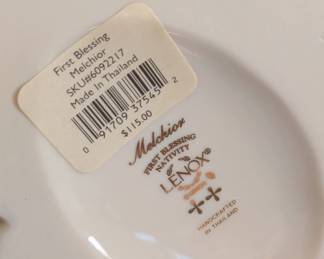 First Blessing
Melchior
SKU#6092217
Made In Thailand
0 91709 37545 2
$115.00
Melchior
FIRST BLESSING
NATIVITY
LENOX
HANDCRAFTED
IN THAILAND